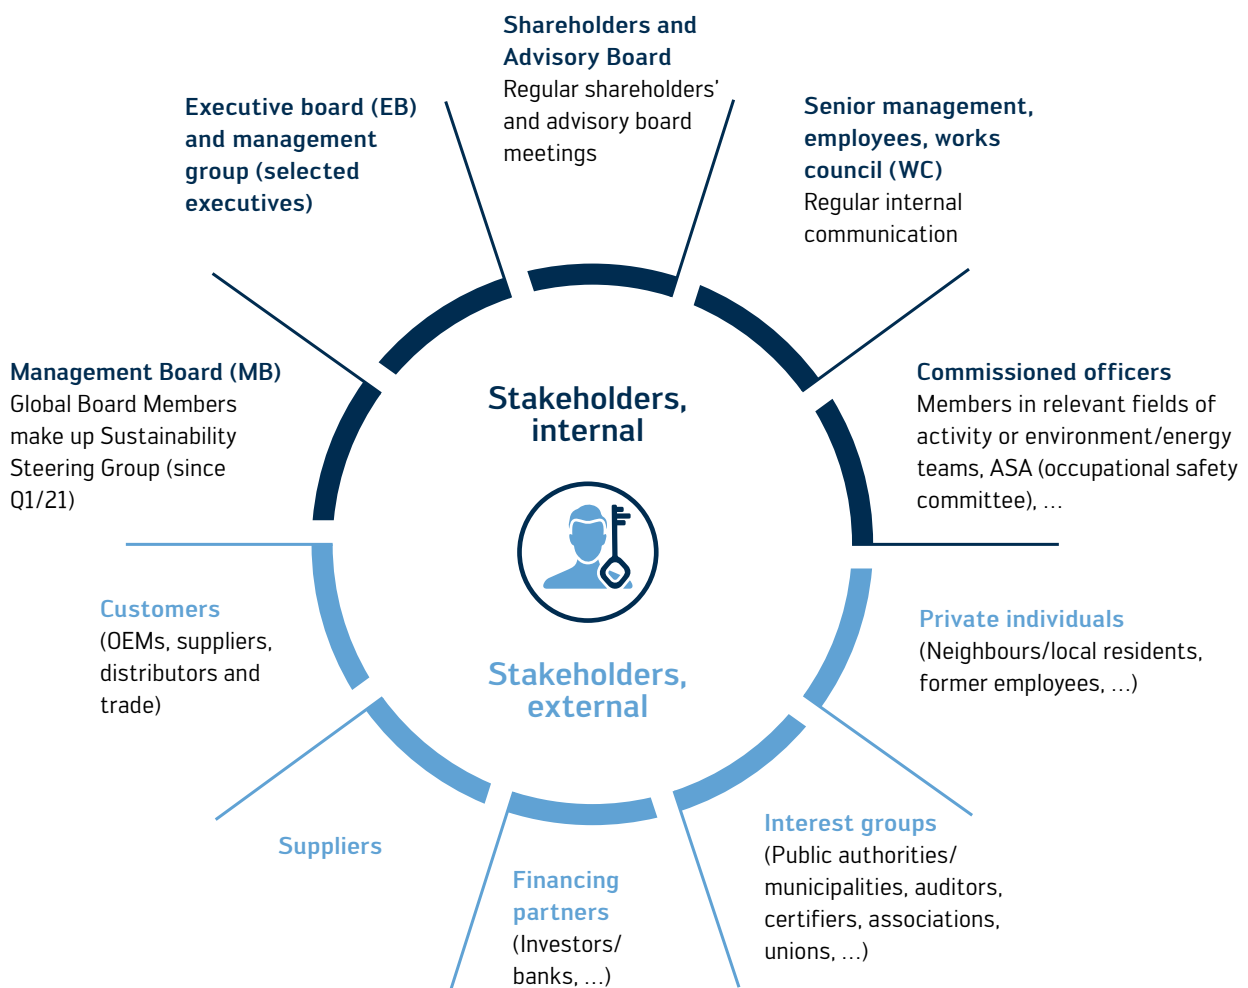 Shareholders and
Advisory Board
Regular shareholders’
and advisory board
meetings
Executive board (EB)
and management
group (selected
executives)
Senior management,
employees, works
council (WC)
Regular internal
communication
Management Board (MB)
Global Board Members
make up Sustainability
Steering Group (since
Q1/21)
Stakeholders,
internal
Commissioned officers
Members in relevant fields of
activity or environment/energy
teams, ASA (occupational safety
committee), ...
Customers
(OEMs, suppliers,
distributors and
trade)
Stakeholders,
external
Private individuals
(Neighbours/local residents,
former employees, ...)
Suppliers
Financing
partners
(Investors/
banks, ...)
Interest groups
(Public authorities/
municipalities, auditors,
certifiers, associations,
unions, ...)